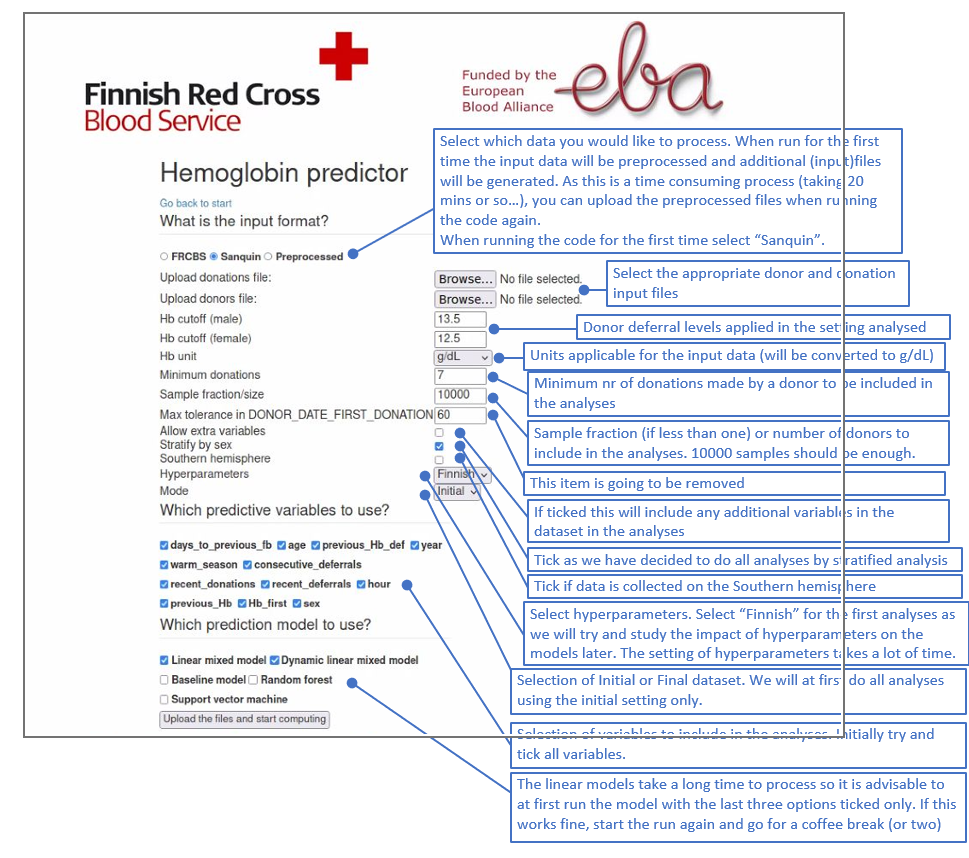 Finnish Red Cross
Blood Service
Funded by the
European
Blood Alliance
eba
Hemoglobin predictor
Go back to start
What is the input format?
FRCBS Sanquin Preprocessed
Upload donations file: Browse... No file selected.
Upload donors file: Browse... No file selected.
Hb cutoff (male) 13.5
Hb cutoff (female) 12.5
Hb unit g/dL
Minimum donations 7
Sample fraction/size 10000
Max tolerance in DONOR_DATE_FIRST_DONATION 60
Allow extra variables
Stratify by sex
Southern hemisphere
Hyperparameters Finnish
Mode Initial
Which predictive variables to use?
days_to_previous_fb age previous_Hb_def year
warm_season consecutive_deferrals
recent_donations recent_deferrals hour
previous_Hb Hb_first sex
Which prediction model to use?
Linear mixed model Dynamic linear mixed model
Baseline model Random forest
Support vector machine
Upload the files and start computing
Select which data you would like to process. When run for the first
time the input data will be preprocessed and additional (input)files
will be generated. As this is a time consuming process (taking 20
mins or so…), you can upload the preprocessed files when running
the code again.
When running the code for the first time select “Sanquin”.
Select the appropriate donor and donation
input files
Donor deferral levels applied in the setting analysed
Units applicable for the input data (will be converted to g/dL)
Minimum nr of donations made by a donor to be included in
the analyses
Sample fraction (if less than one) or number of donors to
include in the analyses. 10000 samples should be enough.
This item is going to be removed
If ticked this will include any additional variables in the
dataset in the analyses
Tick as we have decided to do all analyses by stratified analysis
Tick if data is collected on the Southern hemisphere
Select hyperparameters. Select “Finnish” for the first analyses as
we will try and study the impact of hyperparameters on the
models later. The setting of hyperparameters takes a lot of time.
Selection of Initial or Final dataset. We will at first do all analyses
using the initial setting only.
Selection of variables to include in the analyses. Initially try and
tick all variables.
The linear models take a long time to process so it is advisable to
at first run the model with the last three options ticked only. If this
works fine, start the run again and go for a coffee break (or two)